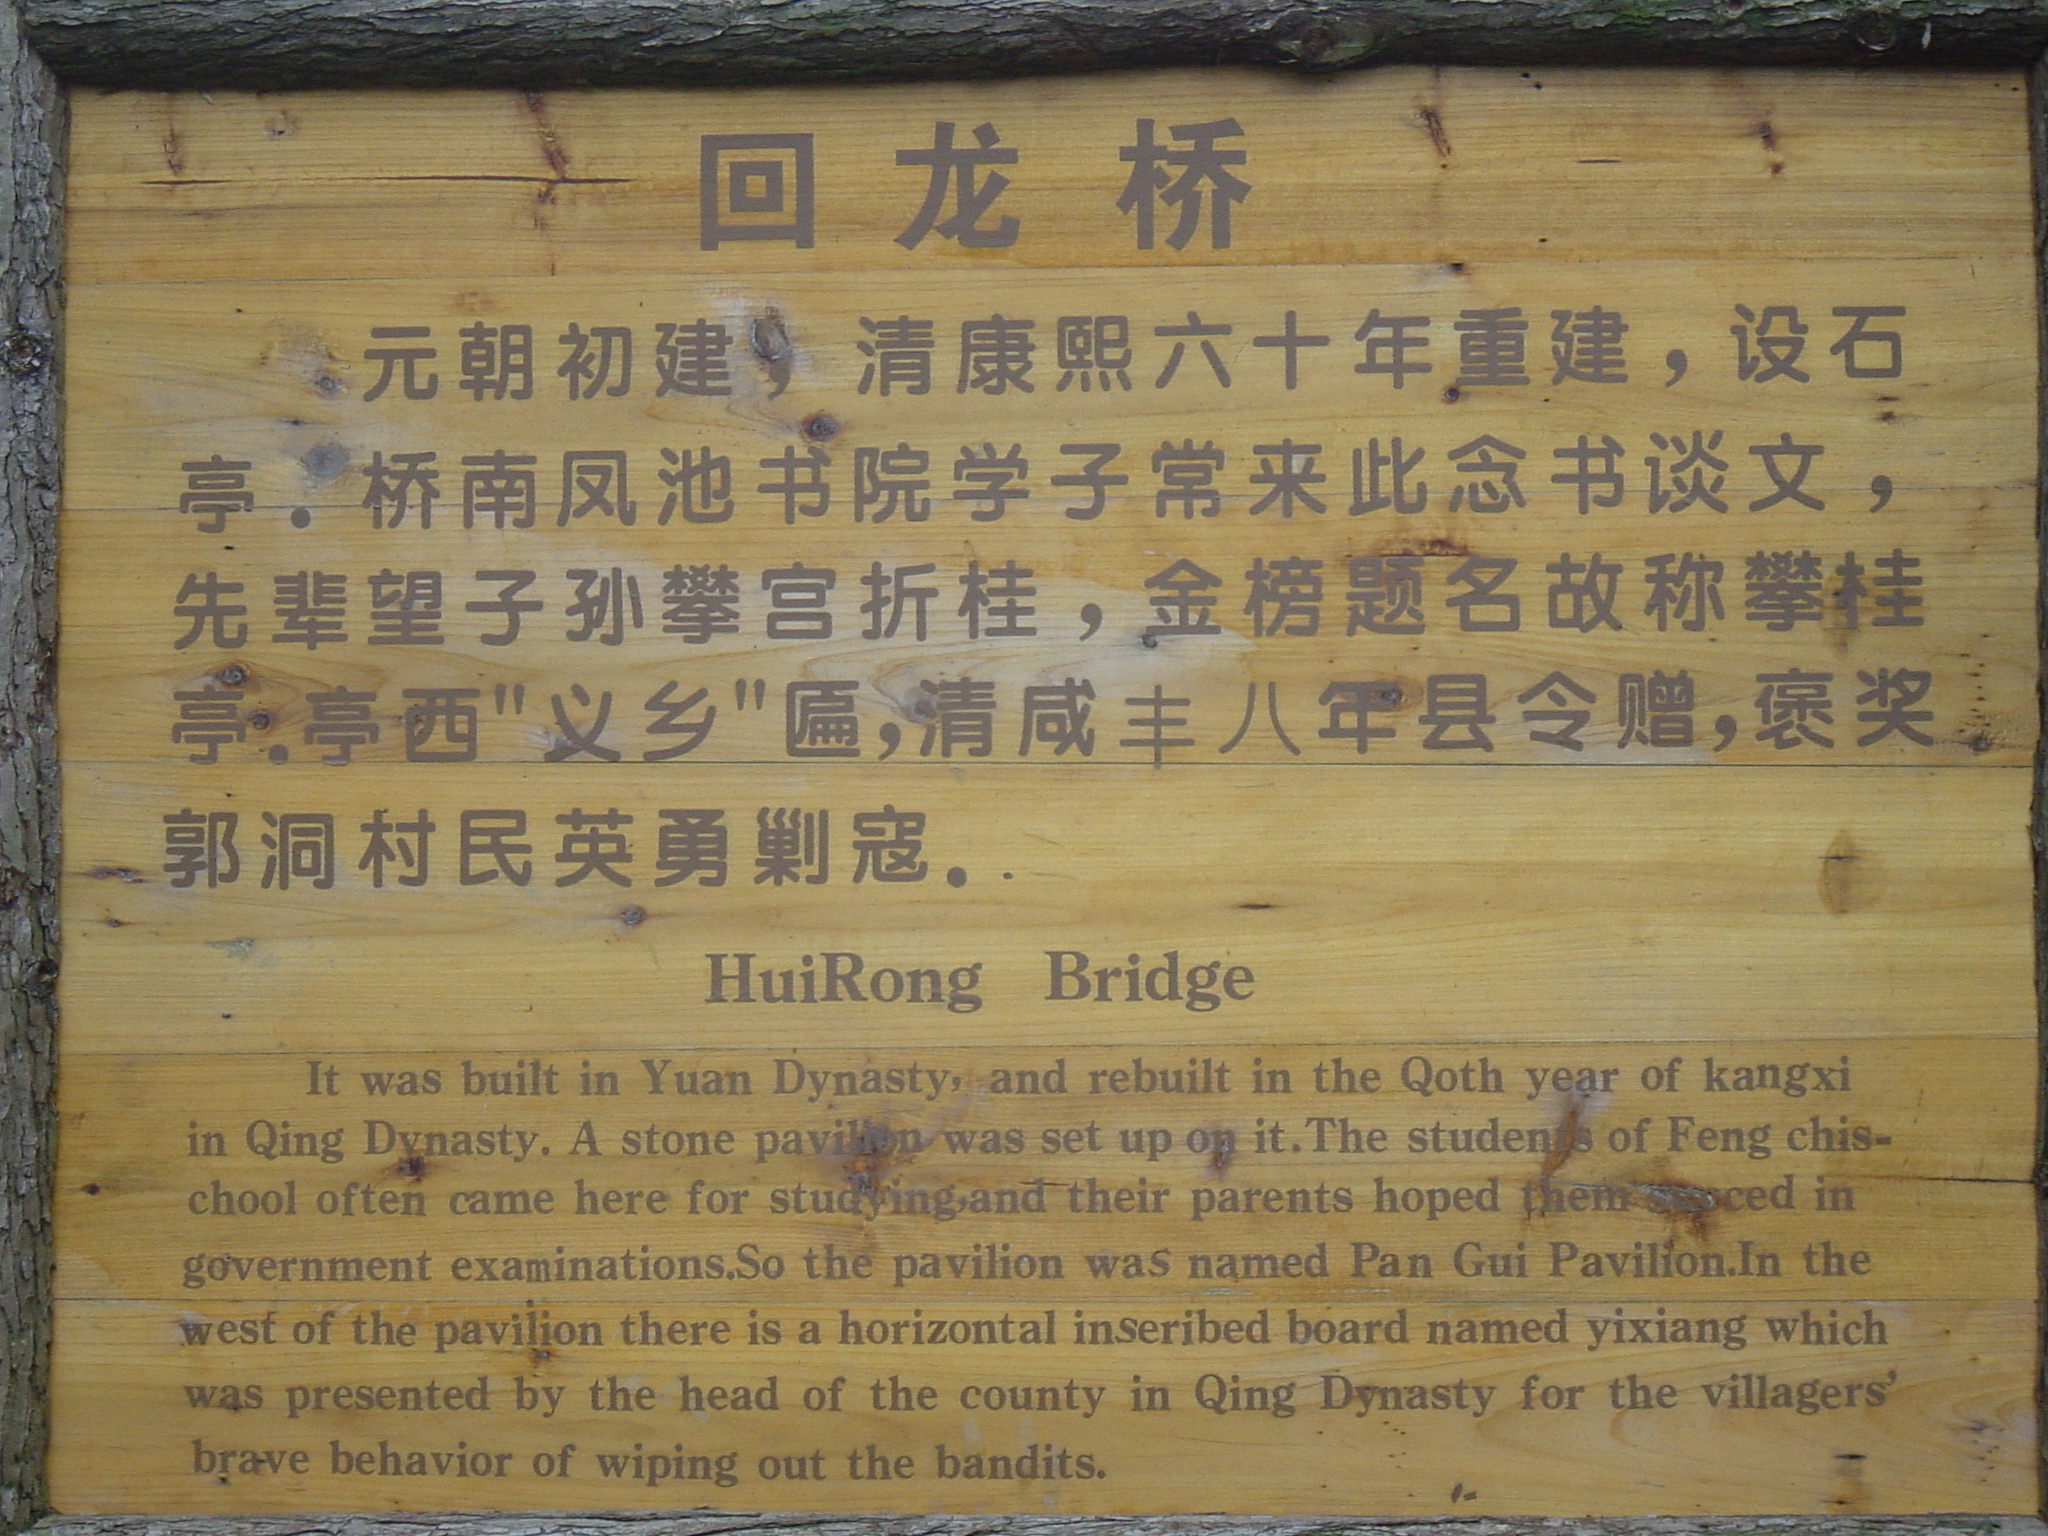 回龙桥
元朝初建，清康熙六十年重建，设石
亭．桥南凤池书院学子常来此念书谈文，
先辈望子孙攀宫折桂，金榜题名故称攀桂
亭．亭西"义乡"匾，清咸丰八年县令赠，褒奖
郭洞村民英勇剿寇．
HuiRong Bridge
It was built in Yuan Dynasty, and rebuilt in the Qoth year of kangxi
in Qing Dynasty. A stone pavilion was set up on it.The students of Feng chis-
chool often came here for studying,and their parents hoped them succed in
government examinations.So the pavilion was named Pan Gui Pavilion.In the
west of the pavilion there is a horizontal inseribed board named yixiang which
was presented by the head of the county in Qing Dynasty for the villagers'
brave behavior of wiping out the bandits.